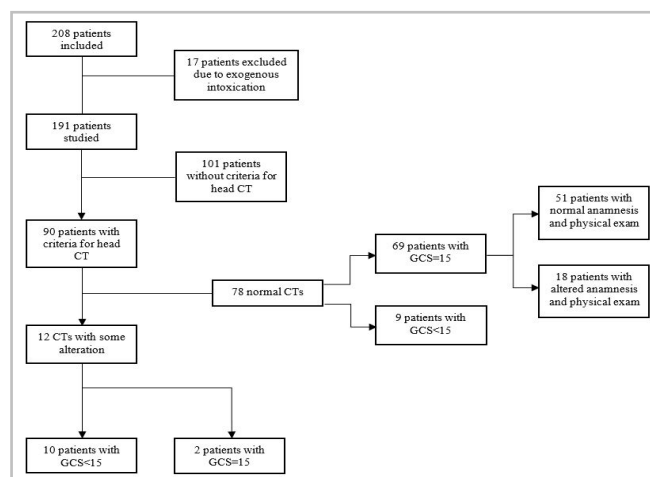 208 patients
included
17 patients excluded
due to exogenous
intoxication
191 patients
studied
101 patients
without criteria for
head CT
90 patients with
criteria for head
CT
78 normal CTs
69 patients with
GCS=15
51 patients with
normal anamnesis
and physical exam
18 patients with
altered anamnesis
and physical exam
9 patients with
GCS<15
12 CTs with some
alteration
10 patients with
GCS<15
2 patients with
GCS=15